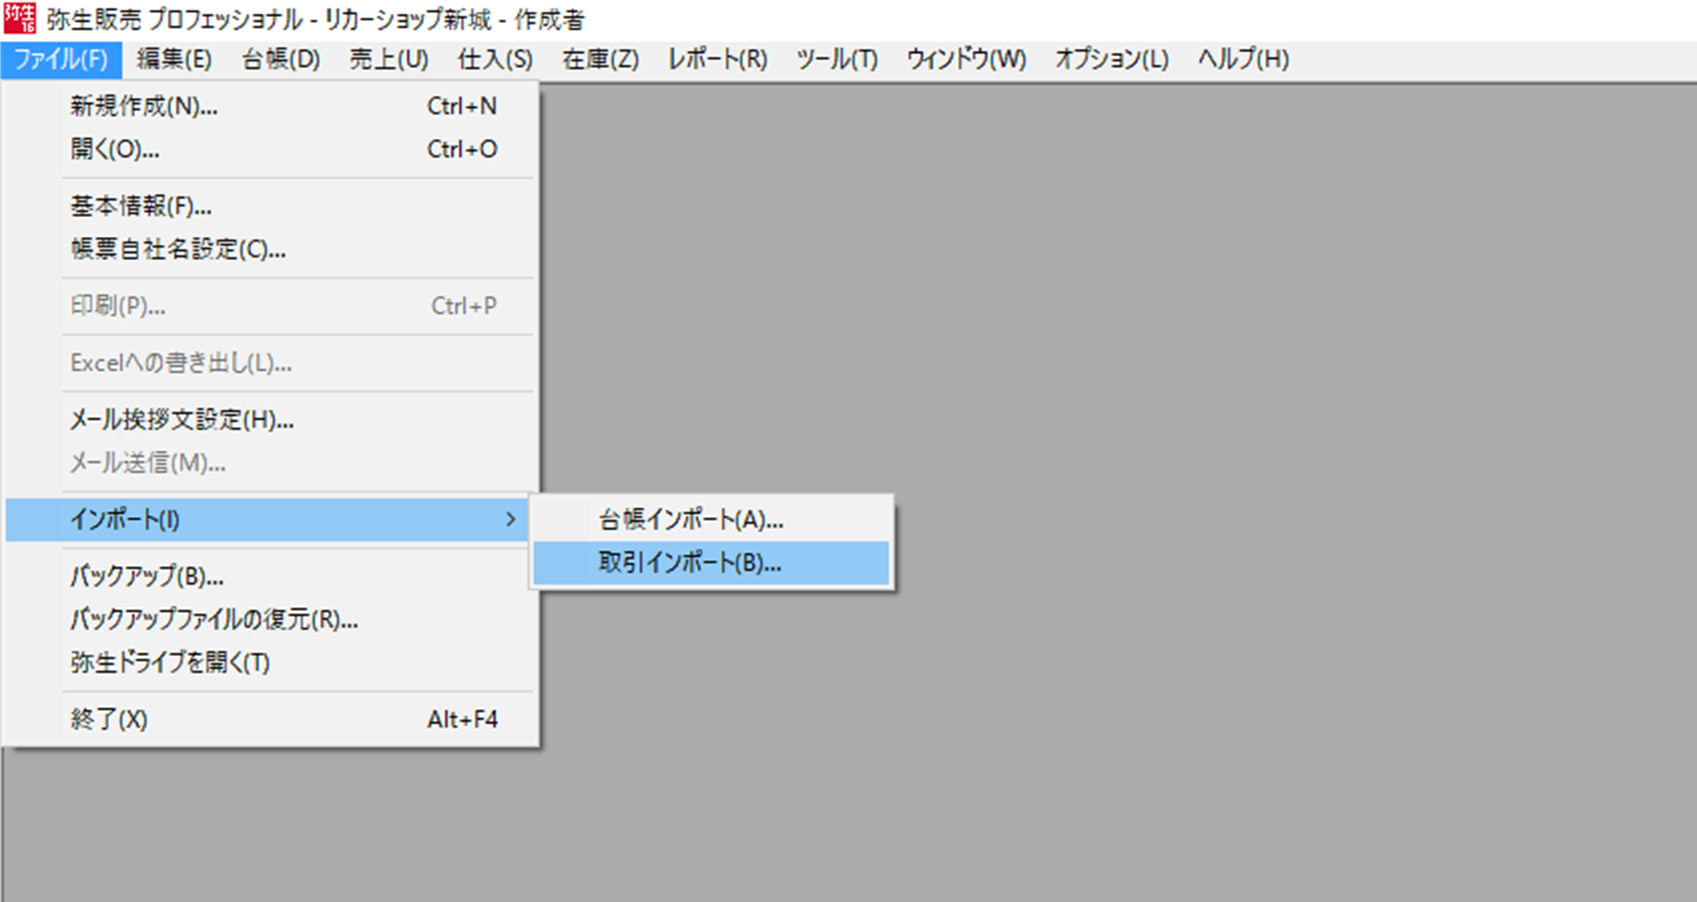 弥生 16 弥生販売 プロフェッショナル - リカーショップ新城 - 作成者
ファイル(F) 編集(E) 台帳(D) 売上(U) 仕入(S) 在庫(Z) レポート(R) ツール(T) ウィンドウ(W) オプション(L) ヘルプ(H)
新規作成(N)... Ctrl+N
開く(O)... Ctrl+O
基本情報(F)...
帳票自社名設定(C)...
印刷(P)... Ctrl+P
Excelへの書き出し(L)...
メール挨拶文設定(H)...
メール送信(M)...
インポート(I) >
台帳インポート(A)...
取引インポート(B)...
バックアップ(B)...
バックアップファイルの復元(R)...
弥生ドライブを開く(T)
終了(X) Alt+F4